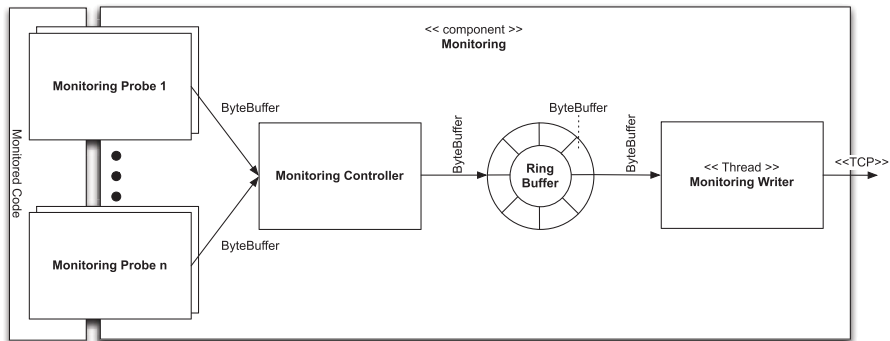 << component >>
Monitoring
Monitored Code
Monitoring Probe 1
ByteBuffer
Monitoring Controller
ByteBuffer
Ring
Buffer
ByteBuffer
ByteBuffer
<< Thread >>
Monitoring Writer
<<TCP>>
Monitoring Probe n
ByteBuffer